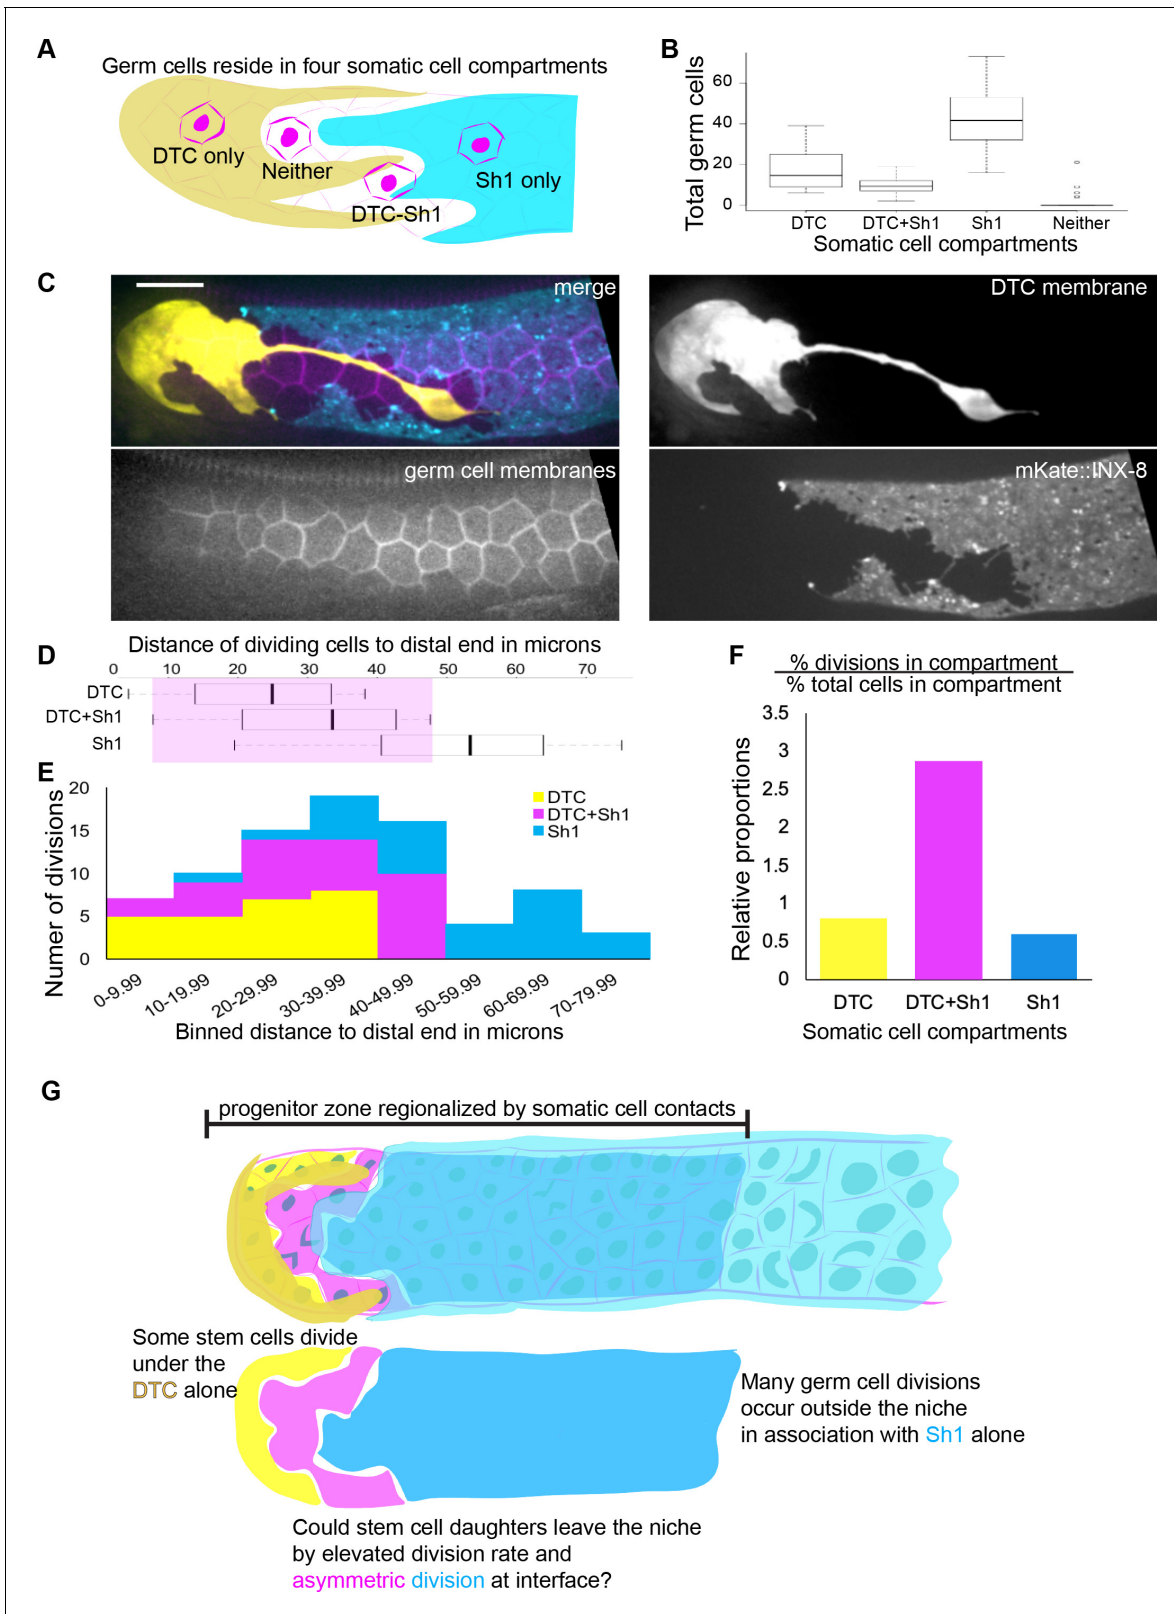 A
Germ cells reside in four somatic cell compartments
DTC only
Neither
DTC-Sh1
Sh1 only
B
Total germ cells
60
40
20
0
DTC
DTC+Sh1
Sh1
Neither
Somatic cell compartments
C
merge
DTC membrane
germ cell membranes
mKate::INX-8
D
Distance of dividing cells to distal end in microns
0 10 20 30 40 50 60 70
DTC
DTC+Sh1
Sh1
E
Numer of divisions
20
15
10
5
0
DTC
DTC+Sh1
Sh1
0-9.99
10-19.99
20-29.99
30-39.99
40-49.99
50-59.99
60-69.99
70-79.99
Binned distance to distal end in microns
F
% divisions in compartment
% total cells in compartment
Relative proportions
3.5
3
2.5
2
1.5
1
0.5
0
DTC
DTC+Sh1
Sh1
Somatic cell compartments
G
progenitor zone regionalized by somatic cell contacts
Some stem cells divide
under the
DTC alone
Many germ cell divisions
occur outside the niche
in association with Sh1 alone
Could stem cell daughters leave the niche
by elevated division rate and
asymmetric division at interface?